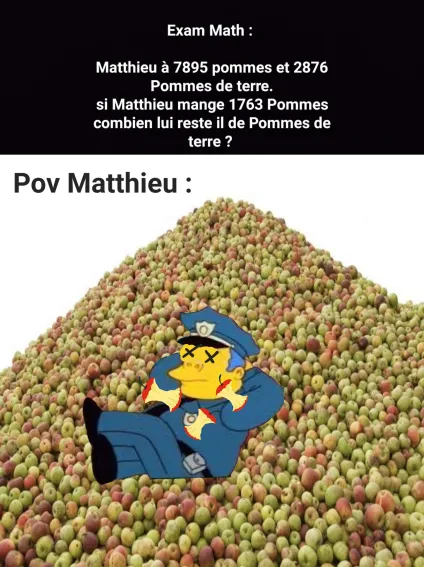 Exam Math :
Matthieu à 7895 pommes et 2876
Pommes de terre.
si Matthieu mange 1763 Pommes
combien lui reste il de Pommes de
terre ?
Pov Matthieu :